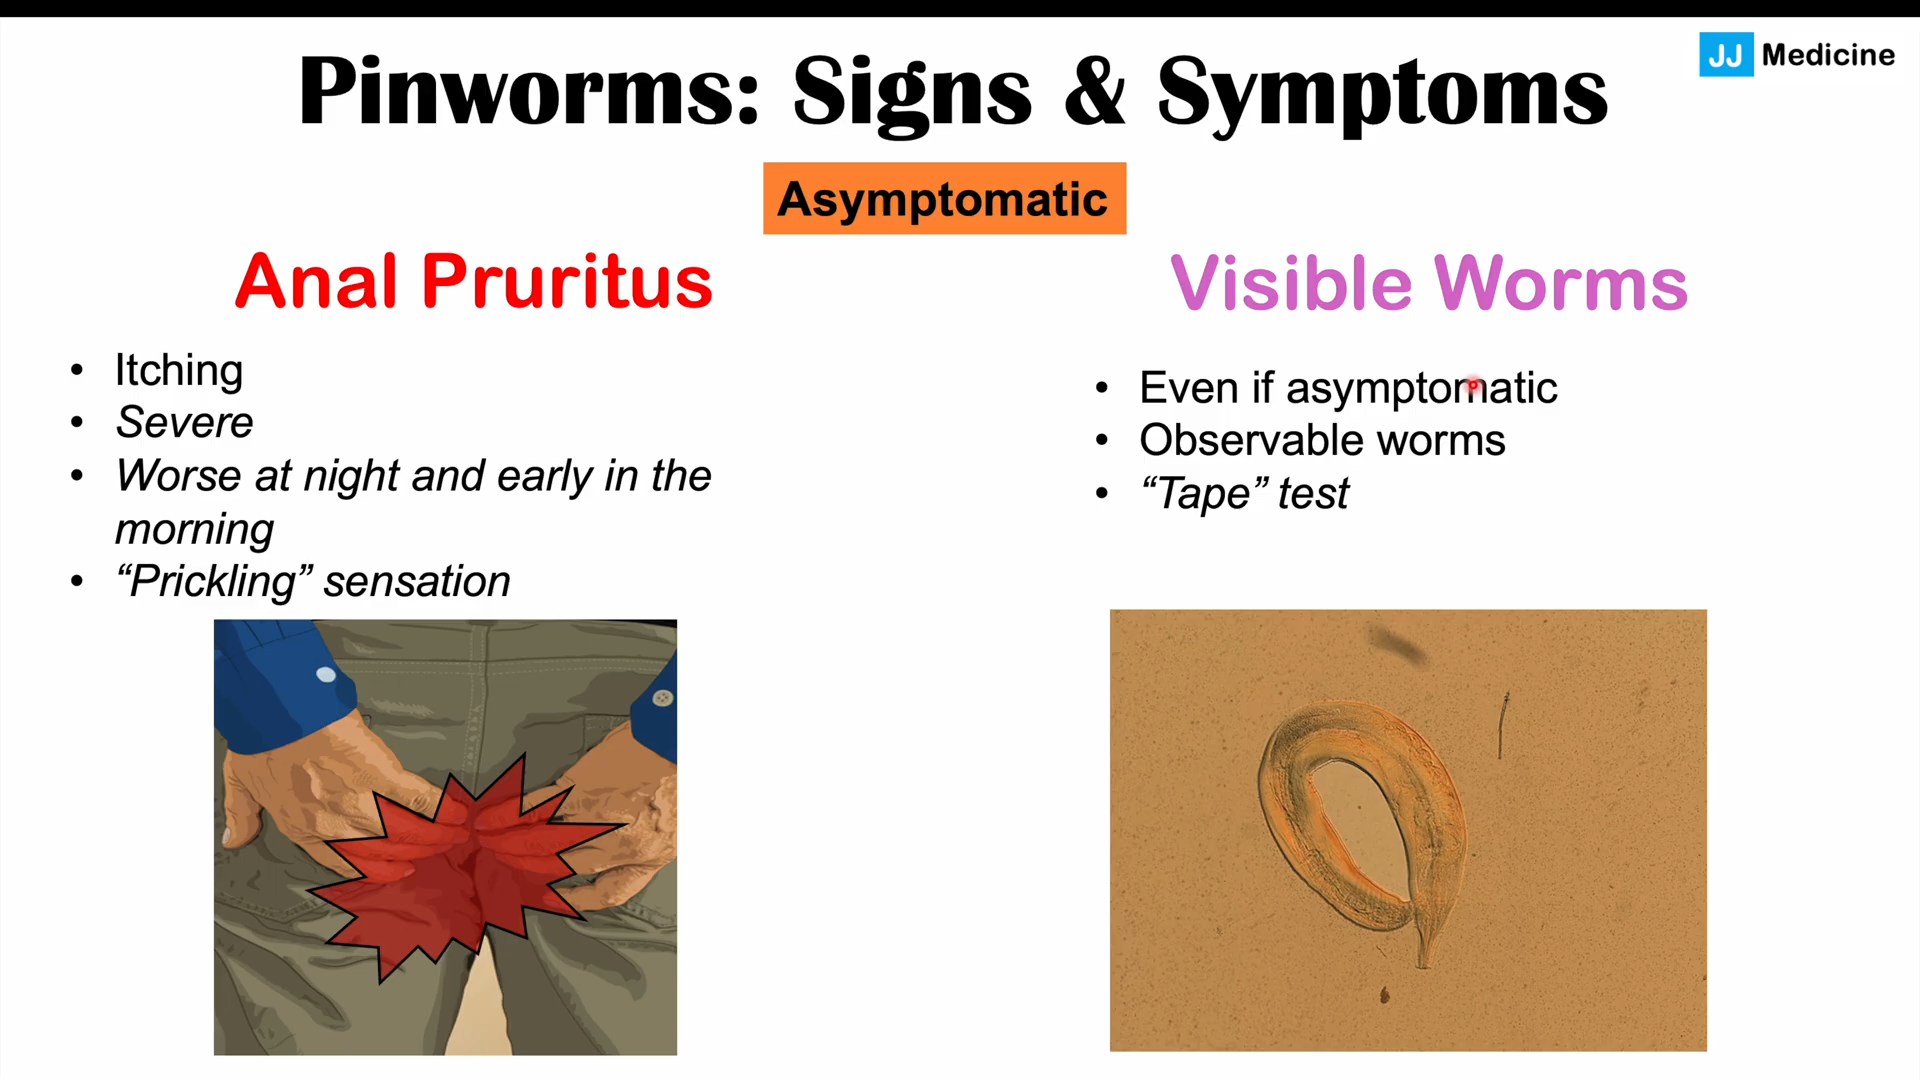 JJ Medicine
Pinworms: Signs & Symptoms
Asymptomatic
Anal Pruritus
• Itching
• Severe
• Worse at night and early in the
morning
• “Prickling” sensation
Visible Worms
• Even if asymptomatic
• Observable worms
• “Tape” test